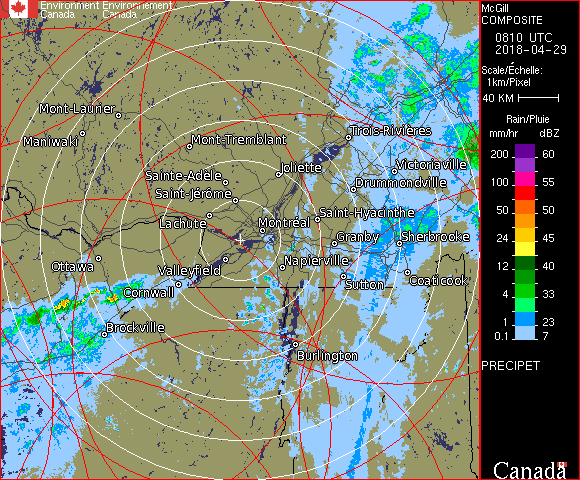 Environment Environnement
Canada Canada
McGill
COMPOSITE
0810 UTC
2018-04-29
Scale/Échelle:
1km/Pixel
40 KM
Rain/Pluie
mm/hr dBZ
200 60
150 57
100 55
50 50
24 45
12 40
4 33
1 23
0.1 7
PRECIPET
Canada
Mont-Laurier
Maniwaki
Mont-Tremblant
Trois-Rivières
Sainte-Adèle
Joliette
Victoriaville
Saint-Jérôme
Drummondville
Lachute
Montréal
Saint-Hyacinthe
Granby
Sherbrooke
Ottawa
Valleyfield
Napierville
Cornwall
Sutton
Coaticook
Brockville
Burlington